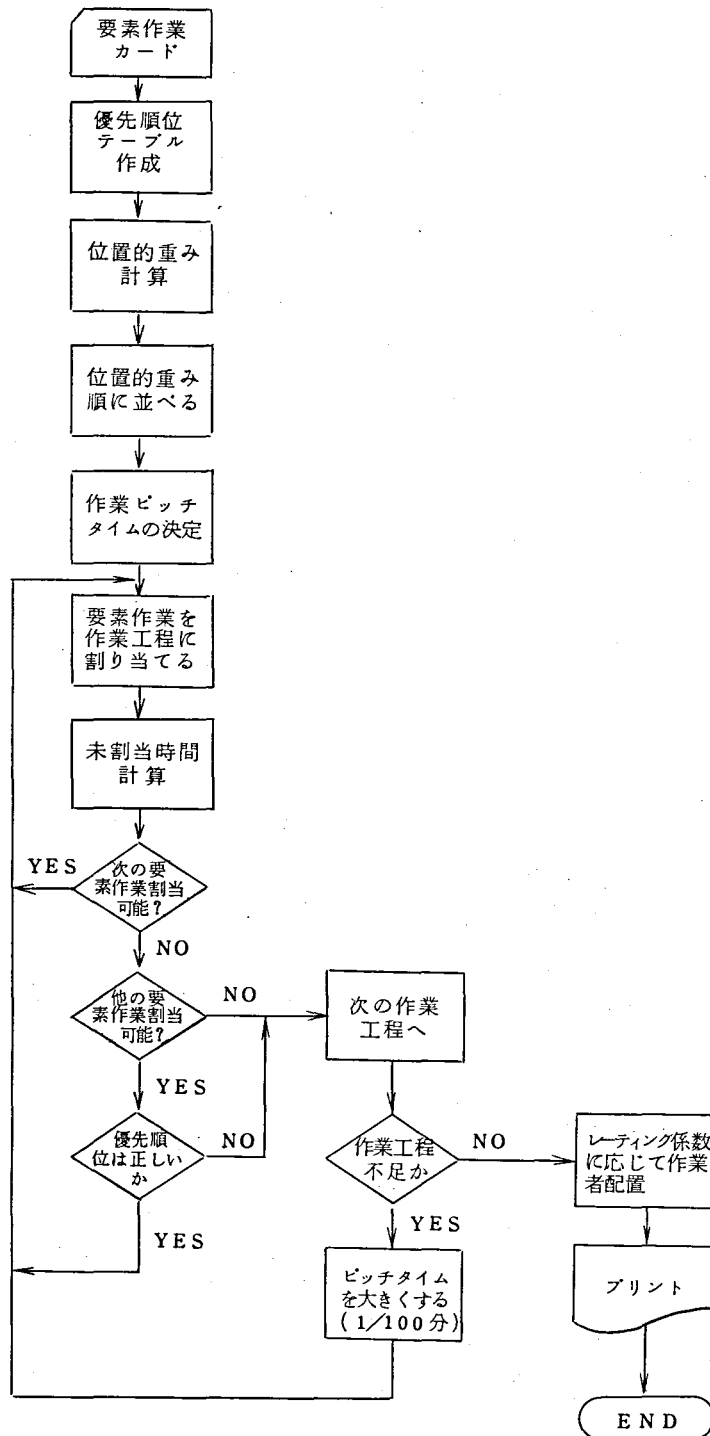 要素作業
カード
優先順位
テーブル
作成
位置的重み
計算
位置的重み
順に並べる
作業ピッチ
タイムの決定
要素作業を
作業工程に
割り当てる
未割当時間
計算
YES
次の要
素作業割当
可能?
NO
他の要
素作業割当
可能?
NO
次の作業
工程へ
YES
優先順
位は正しい
か
NO
作業工程
不足か
NO
レーティング係数
に応じて作業
者配置
YES
YES
ピッチタイム
を大きくする
(1/100分)
プリント
END